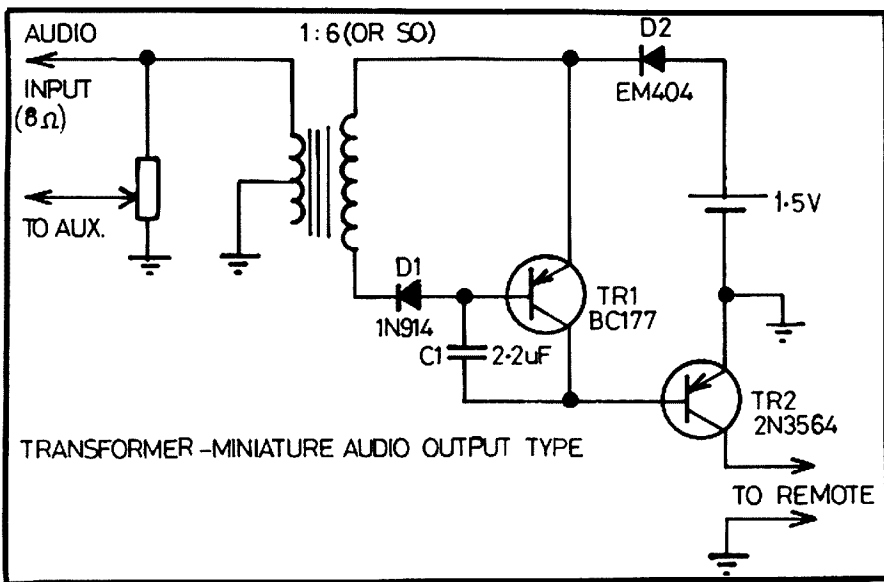 AUDIO
INPUT
(8Ω)
TO AUX.
1:6 (OR SO)
D2
EM404
1·5V
D1
1N914
C1 2·2uF
TR1
BC177
TR2
2N3564
TRANSFORMER-MINIATURE AUDIO OUTPUT TYPE
TO REMOTE